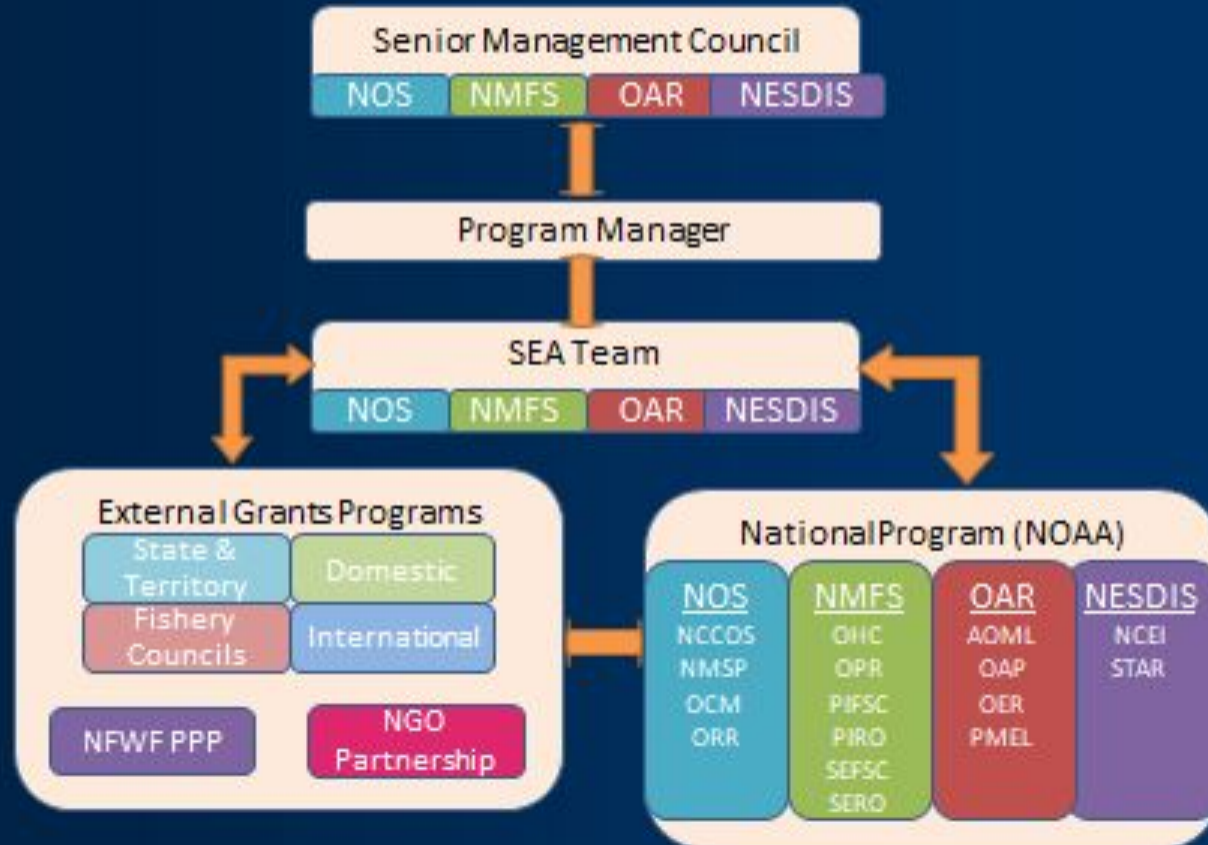 Senior Management Council
NOS NMFS OAR NESDIS
Program Manager
SEA Team
NOS NMFS OAR NESDIS
External Grants Programs
State &
Territory
Domestic
Fishery
Councils
International
NFWF PPP
NGO
Partnership
National Program (NOAA)
NOS
NCCOS
NMSP
OCM
ORR
NMFS
OHC
OPR
PIFSC
PIRO
SEFSC
SERO
OAR
AOML
OAP
OER
PMEL
NESDIS
NCEI
STAR